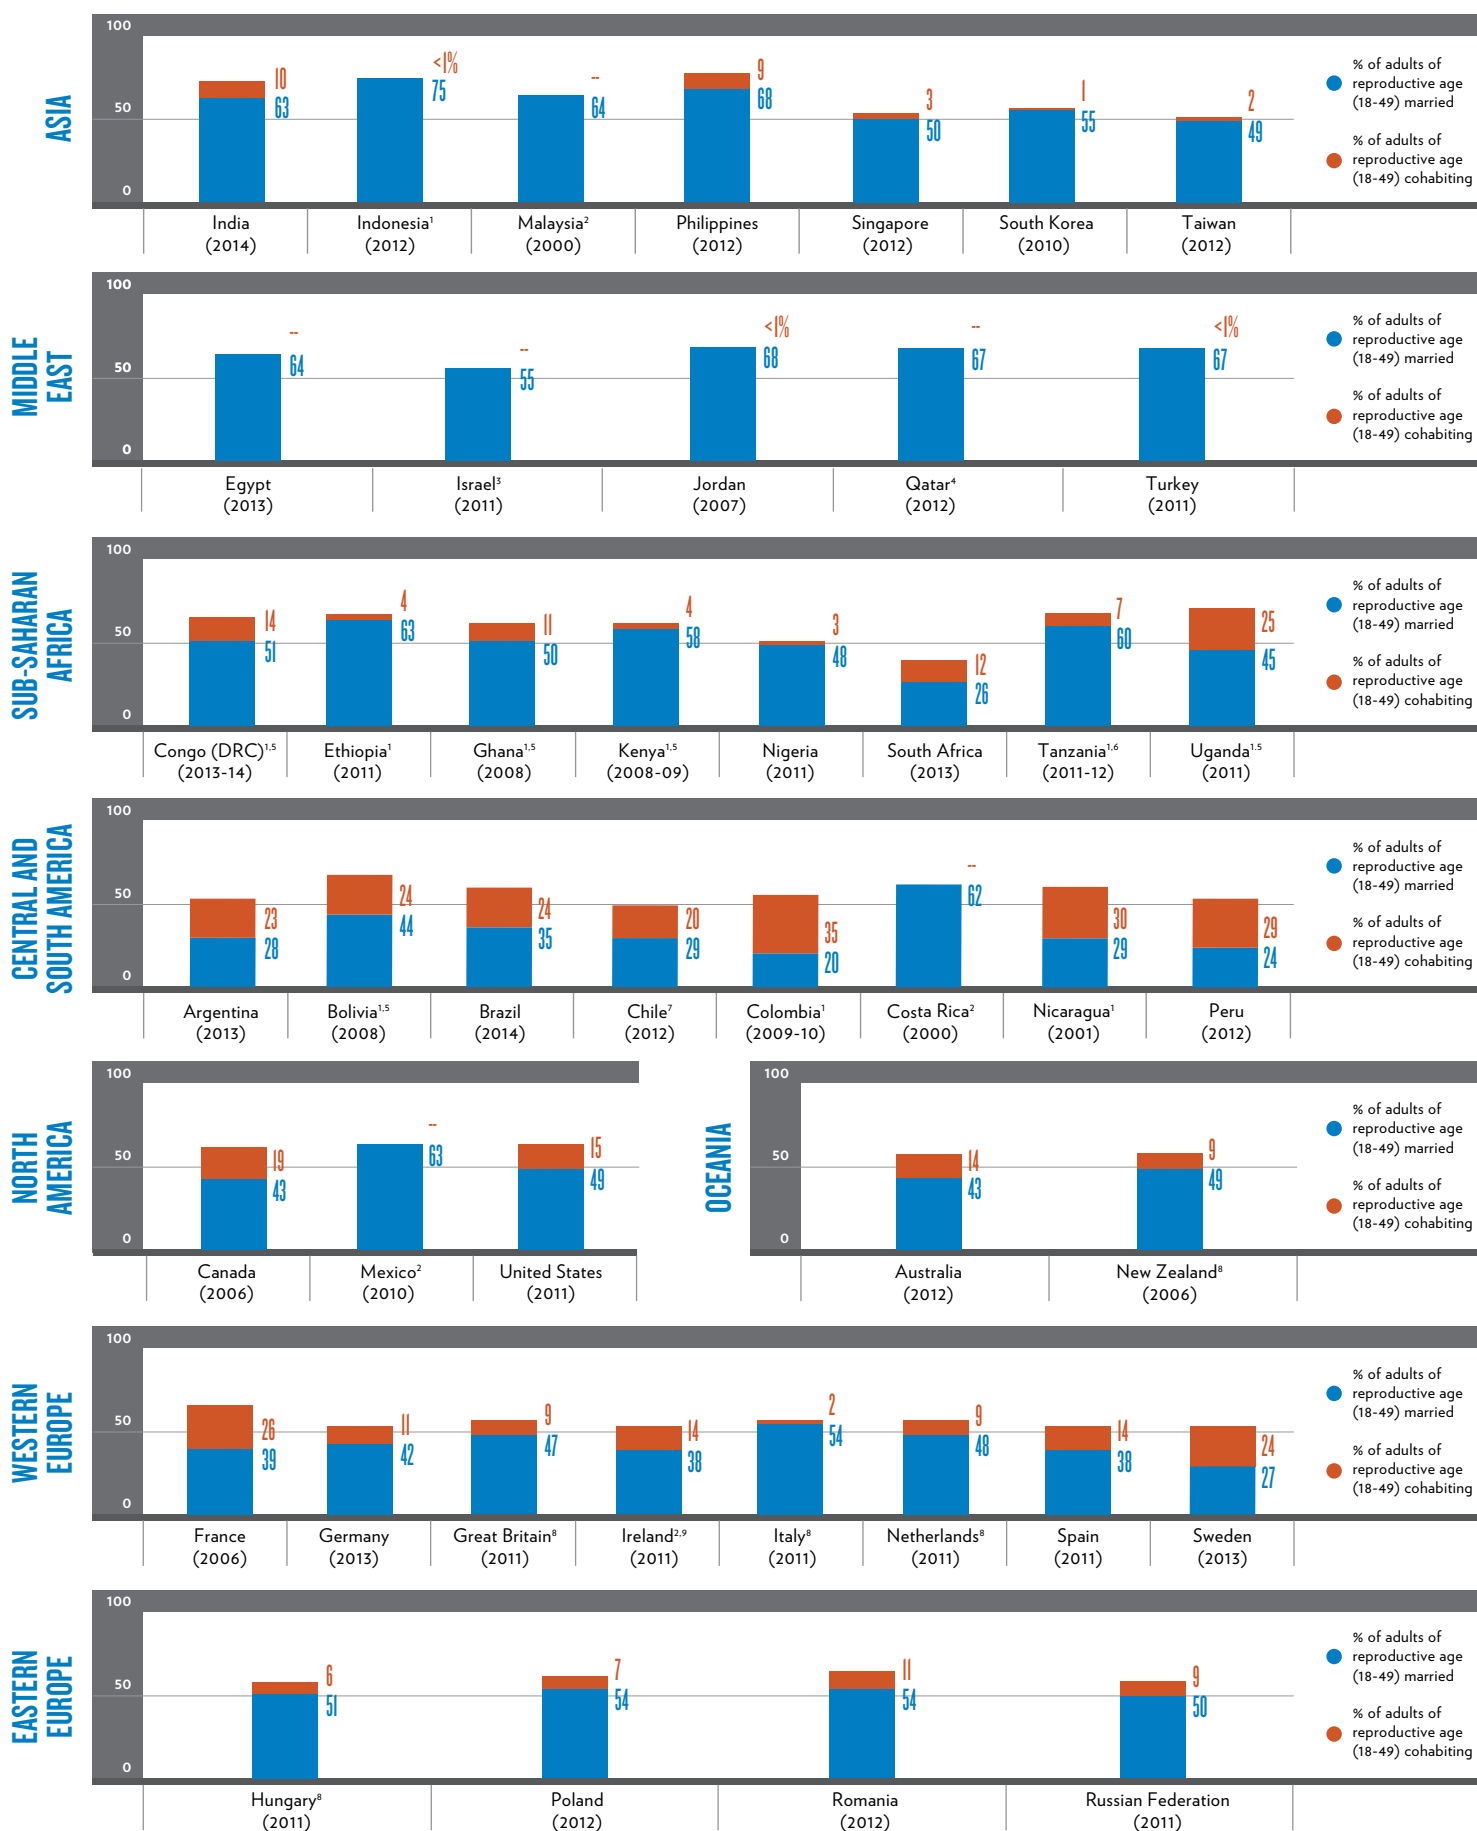 ASIA
100
50
0
10
63
<1%
75
--
64
9
68
3
50
1
55
2
49
% of adults of
reproductive age
(18-49) married
% of adults of
reproductive age
(18-49) cohabiting
India
(2014)
Indonesia¹
(2012)
Malaysia²
(2000)
Philippines
(2012)
Singapore
(2012)
South Korea
(2010)
Taiwan
(2012)
MIDDLE
EAST
100
50
0
--
64
--
55
<1%
68
--
67
<1%
67
% of adults of
reproductive age
(18-49) married
% of adults of
reproductive age
(18-49) cohabiting
Egypt
(2013)
Israel³
(2011)
Jordan
(2007)
Qatar⁴
(2012)
Turkey
(2011)
SUB-SAHARAN
AFRICA
100
50
0
14
51
4
63
11
50
4
58
3
48
12
26
7
60
25
45
% of adults of
reproductive age
(18-49) married
% of adults of
reproductive age
(18-49) cohabiting
Congo (DRC)¹,⁵
(2013-14)
Ethiopia¹
(2011)
Ghana¹,⁵
(2008)
Kenya¹,⁵
(2008-09)
Nigeria
(2011)
South Africa
(2013)
Tanzania¹,⁶
(2011-12)
Uganda¹,⁵
(2011)
CENTRAL AND
SOUTH AMERICA
100
50
0
23
28
24
44
24
35
20
29
35
20
--
62
30
29
29
24
% of adults of
reproductive age
(18-49) married
% of adults of
reproductive age
(18-49) cohabiting
Argentina
(2013)
Bolivia¹,⁵
(2008)
Brazil
(2014)
Chile⁷
(2012)
Colombia¹
(2009-10)
Costa Rica²
(2000)
Nicaragua¹
(2001)
Peru
(2012)
NORTH
AMERICA
100
50
0
19
43
--
63
15
49
Canada
(2006)
Mexico²
(2010)
United States
(2011)
OCEANIA
100
50
0
14
43
9
49
% of adults of
reproductive age
(18-49) married
% of adults of
reproductive age
(18-49) cohabiting
Australia
(2012)
New Zealand⁸
(2006)
WESTERN
EUROPE
100
50
0
26
39
11
42
9
47
14
38
2
54
9
48
14
38
24
27
% of adults of
reproductive age
(18-49) married
% of adults of
reproductive age
(18-49) cohabiting
France
(2006)
Germany
(2013)
Great Britain⁸
(2011)
Ireland²,⁹
(2011)
Italy⁸
(2011)
Netherlands⁸
(2011)
Spain
(2011)
Sweden
(2013)
EASTERN
EUROPE
100
50
0
6
51
7
54
11
54
9
50
% of adults of
reproductive age
(18-49) married
% of adults of
reproductive age
(18-49) cohabiting
Hungary⁸
(2011)
Poland
(2012)
Romania
(2012)
Russian Federation
(2011)